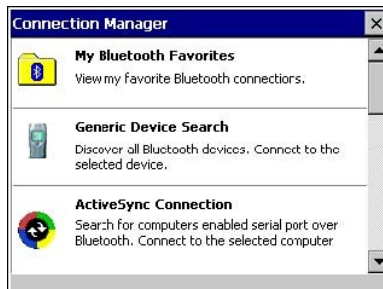 Connection Manager
My Bluetooth Favorites
View my favorite Bluetooth connections.
Generic Device Search
Discover all Bluetooth devices. Connect to the
selected device.
ActiveSync Connection
Search for computers enabled serial port over
Bluetooth. Connect to the selected computer